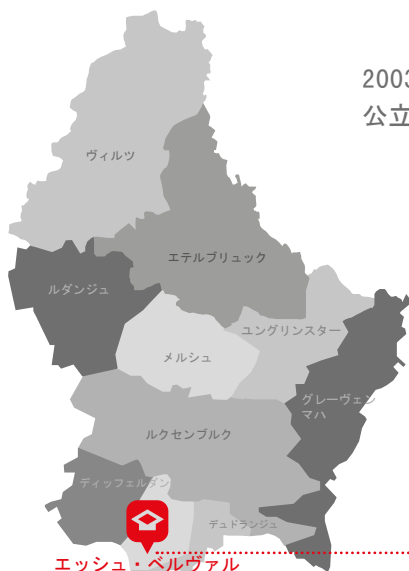 2003
公立
ヴィルツ
エテルブリュック
ルダンジュ
ユングリンスター
メルシュ
グレーヴェン
マハ
ルクセンブルク
ディッフェルダン
デュドランジュ
エッシュ・ベルヴァル